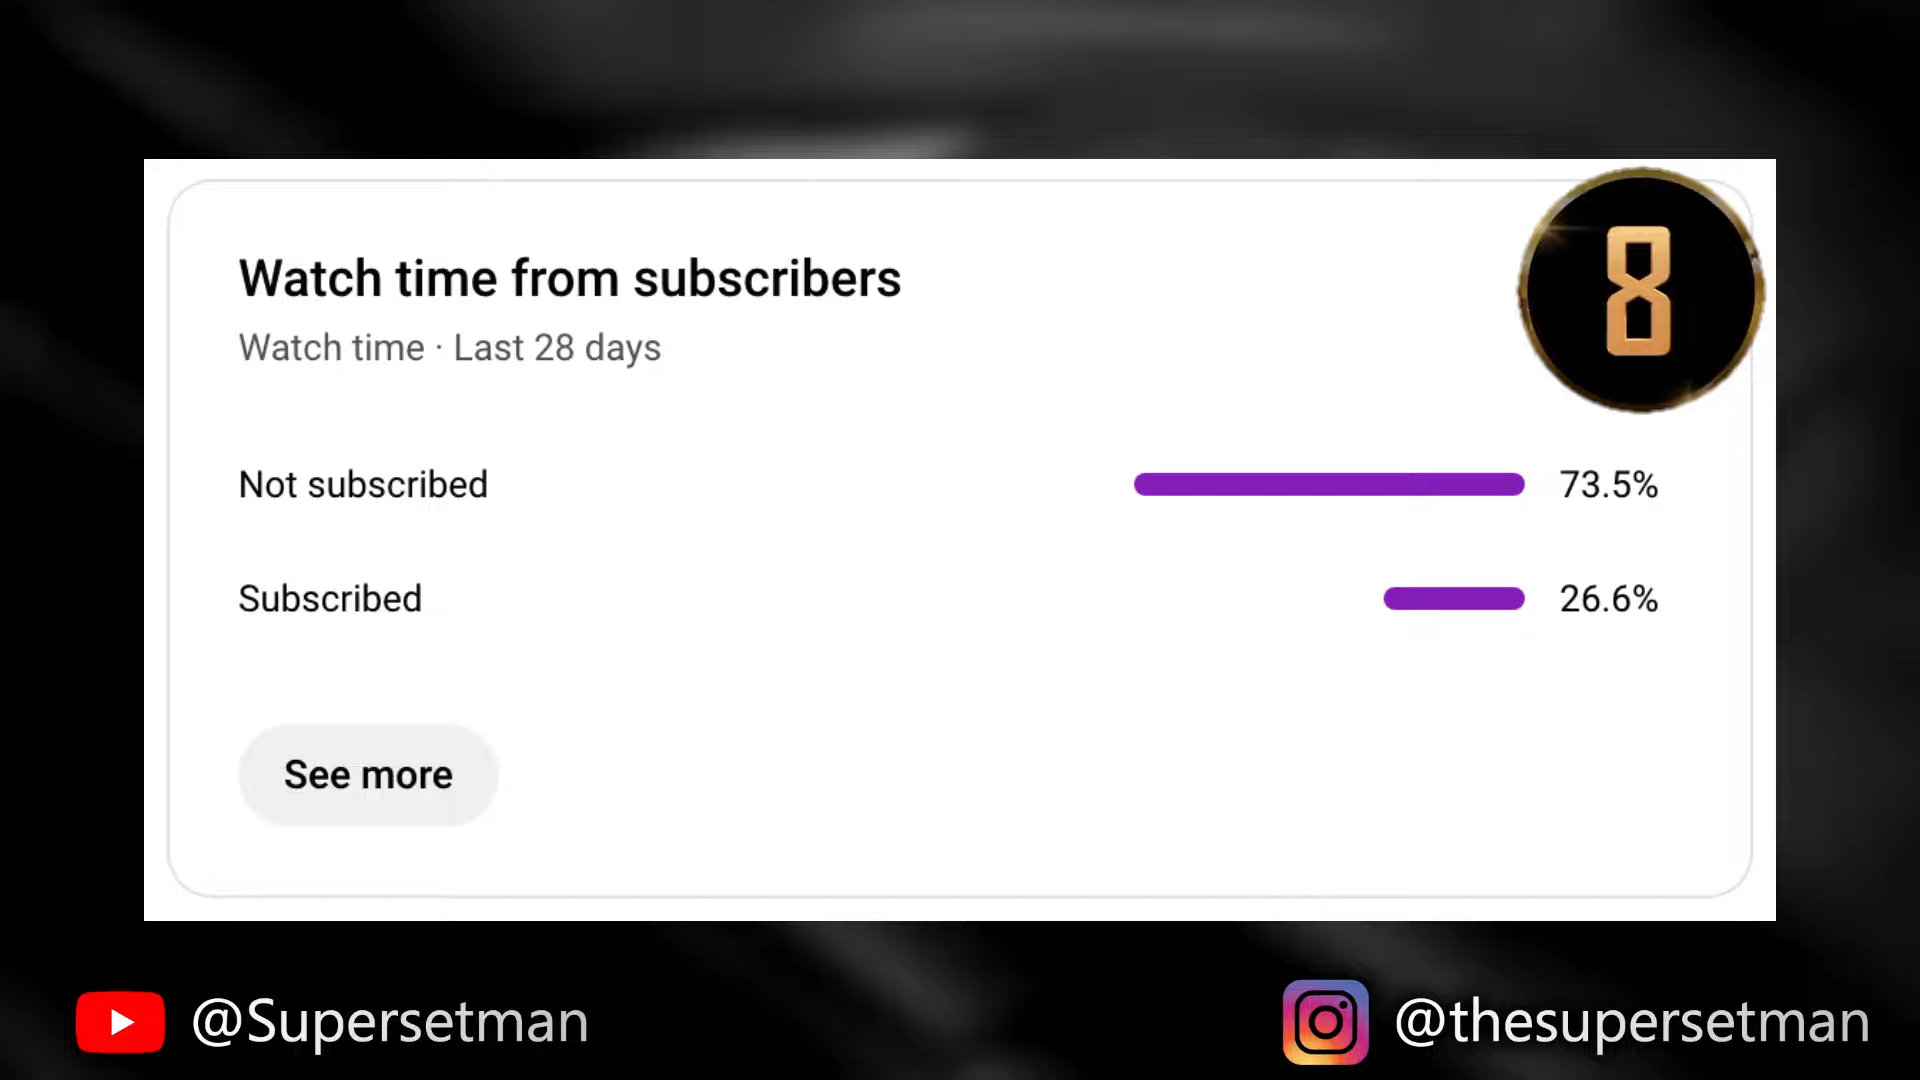 Watch time from subscribers
8
Watch time · Last 28 days
Not subscribed 73.5%
Subscribed 26.6%
See more
@Supersetman @thesupersetman